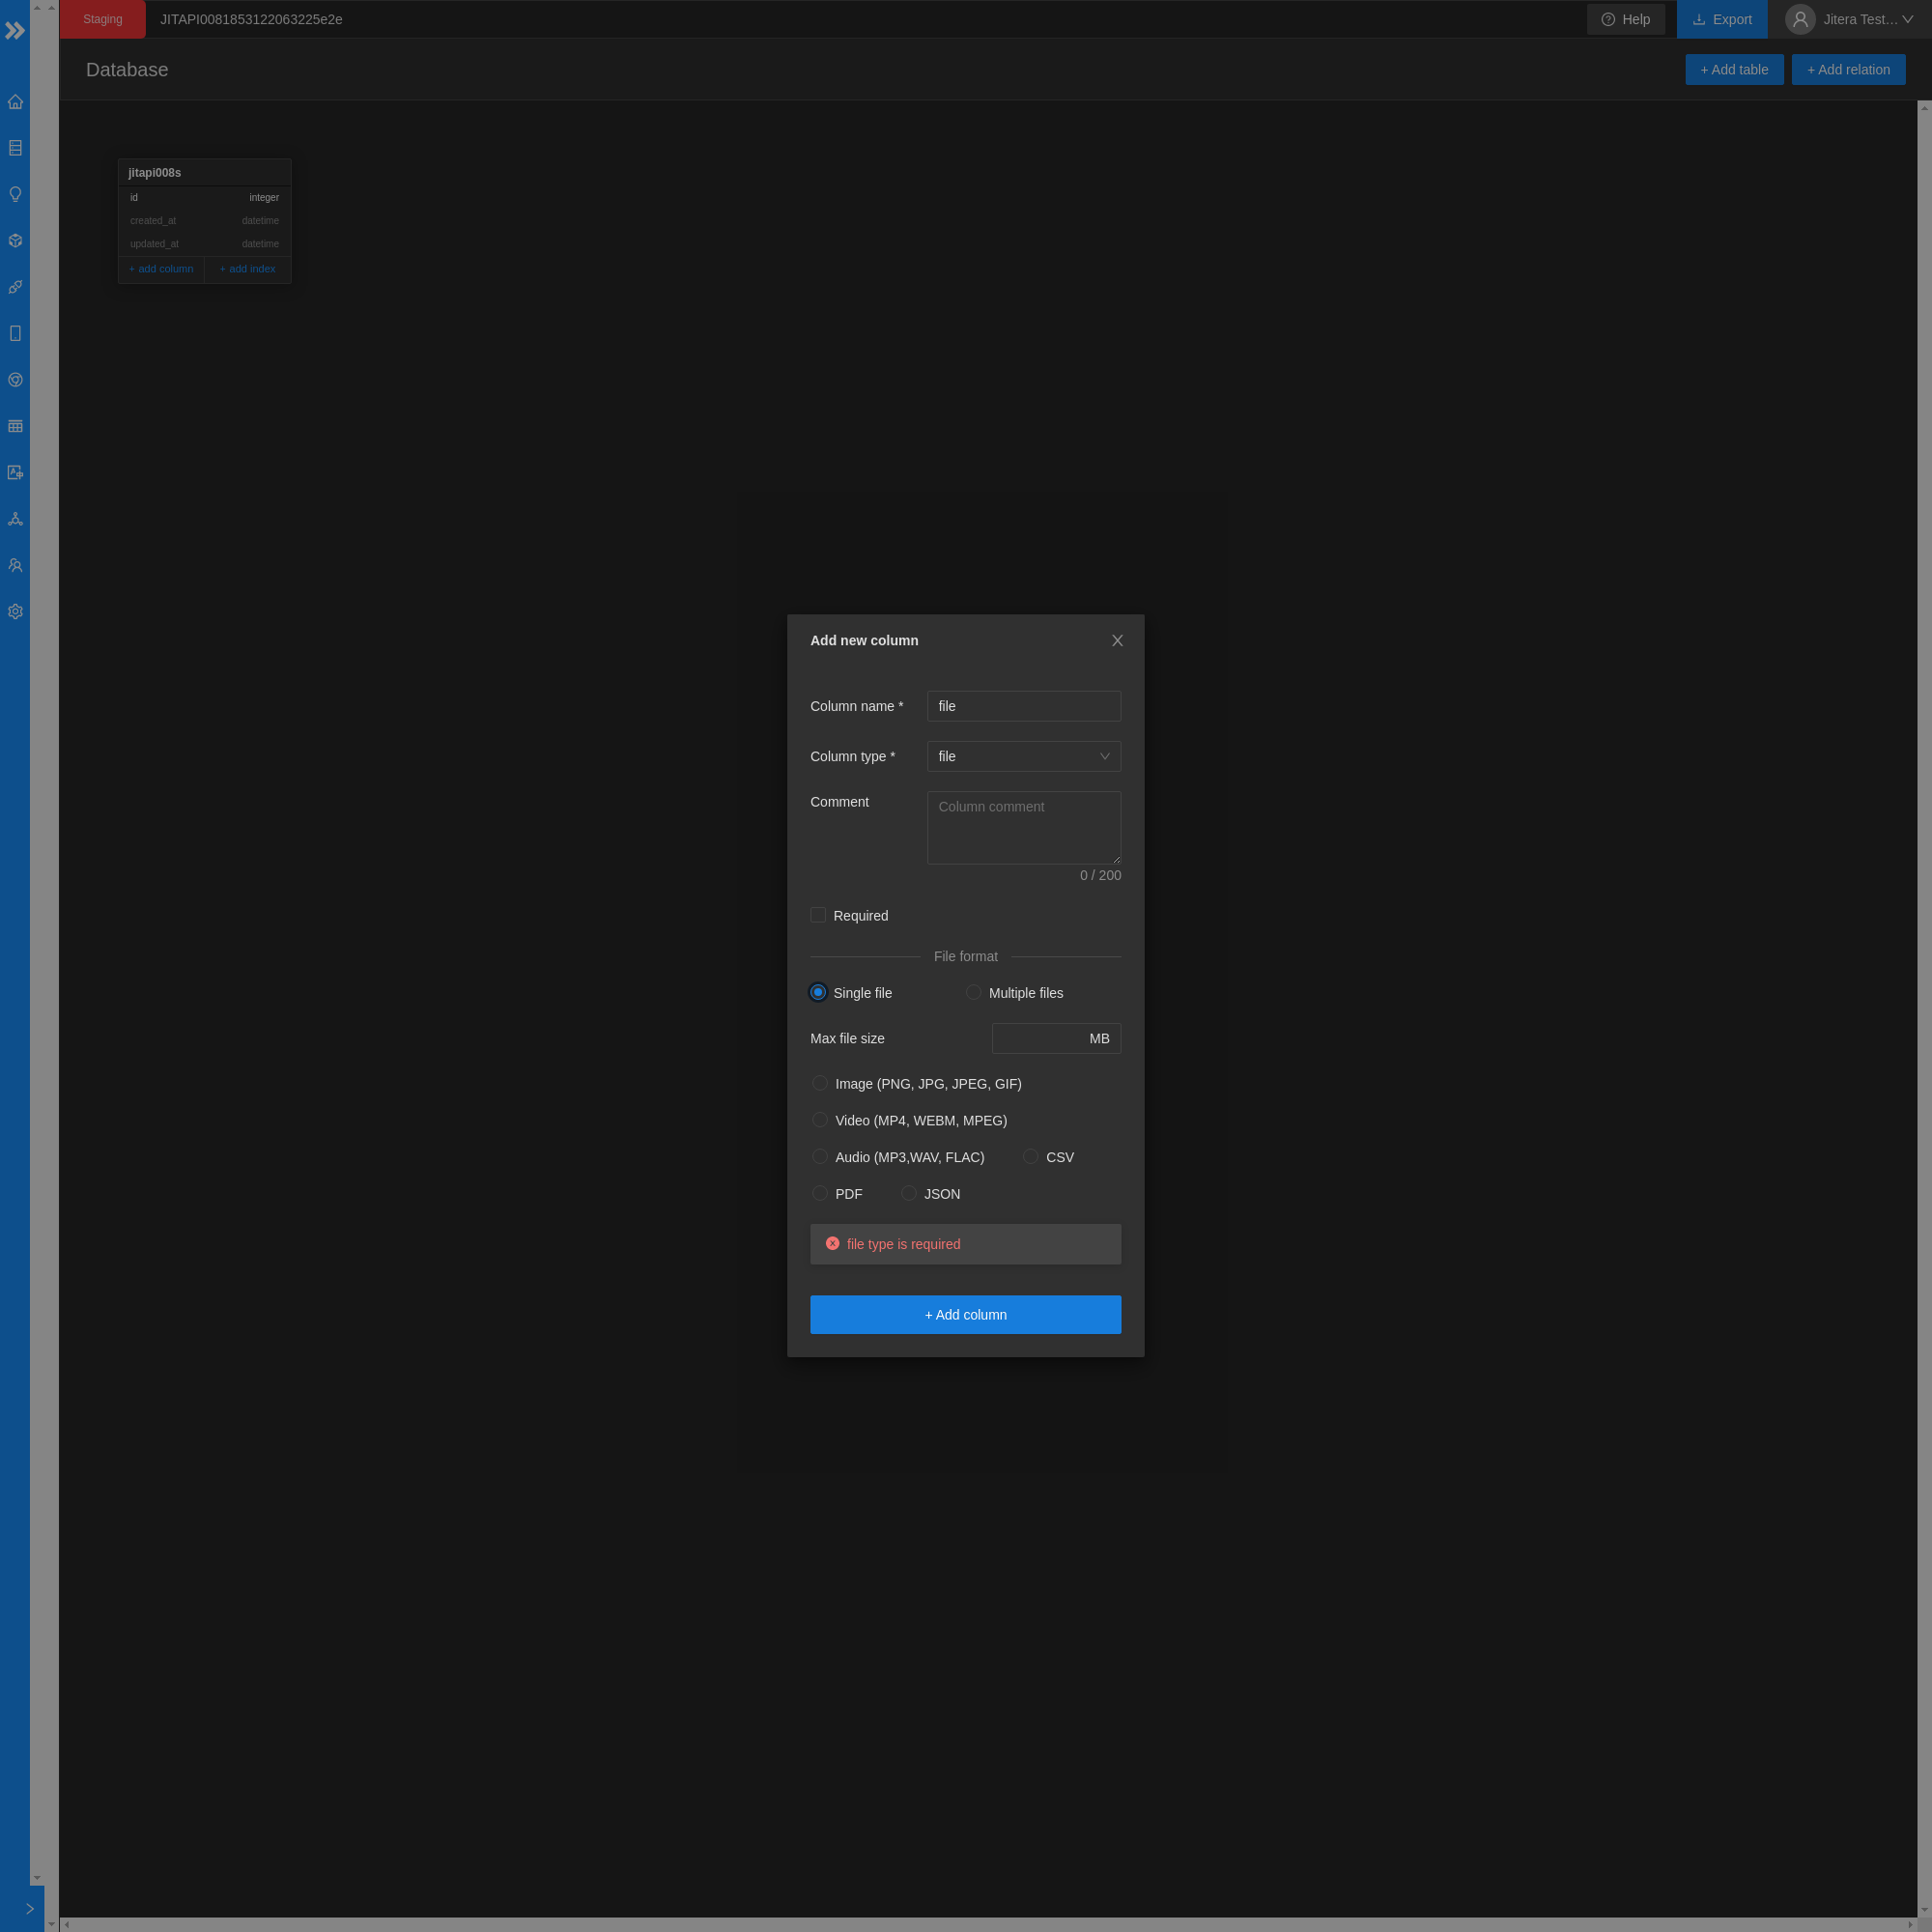 Staging JITAPI0081853122063225e2e Help Export Jitera Test...
Database + Add table + Add relation
jitapi008s
id integer
created_at datetime
updated_at datetime
+ add column + add index
Add new column
Column name * file
Column type * file
Comment Column comment
0 / 200
Required
File format
Single file Multiple files
Max file size MB
Image (PNG, JPG, JPEG, GIF)
Video (MP4, WEBM, MPEG)
Audio (MP3,WAV, FLAC) CSV
PDF JSON
file type is required
+ Add column